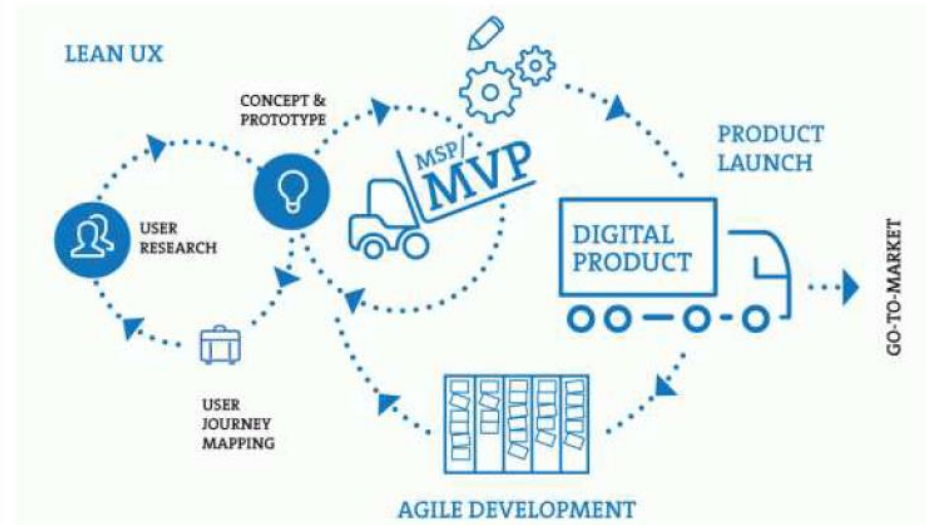 LEAN UX
CONCEPT &
PROTOTYPE
USER
RESEARCH
USER
JOURNEY
MAPPING
MSP/
MVP
PRODUCT
LAUNCH
DIGITAL
PRODUCT
GO-TO-MARKET
AGILE DEVELOPMENT